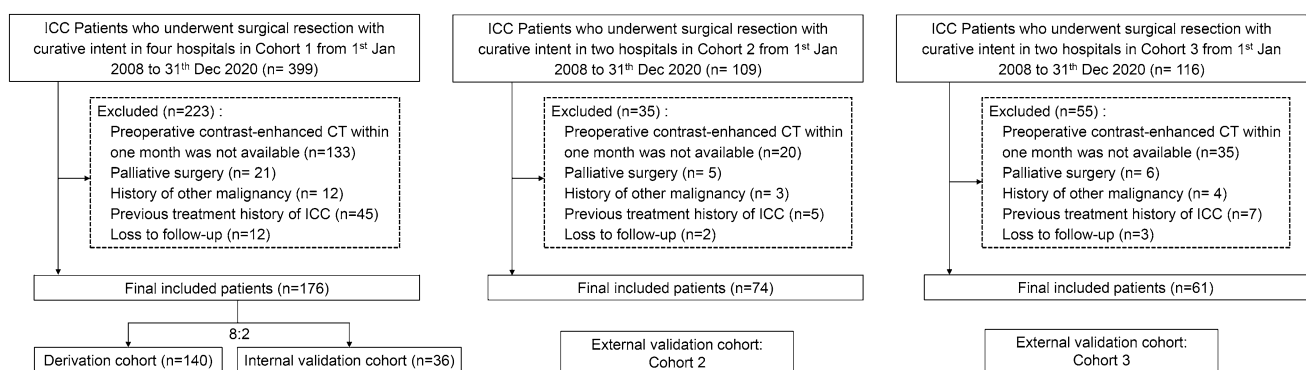 ICC Patients who underwent surgical resection with
curative intent in four hospitals in Cohort 1 from 1st Jan
2008 to 31th Dec 2020 (n= 399)
Excluded (n=223) :
Preoperative contrast-enhanced CT within
one month was not available (n=133)
Palliative surgery (n= 21)
History of other malignancy (n= 12)
Previous treatment history of ICC (n=45)
Loss to follow-up (n=12)
Final included patients (n=176)
8:2
Derivation cohort (n=140)
Internal validation cohort (n=36)
ICC Patients who underwent surgical resection with
curative intent in two hospitals in Cohort 2 from 1st Jan
2008 to 31th Dec 2020 (n= 109)
Excluded (n=35) :
Preoperative contrast-enhanced CT within
one month was not available (n=20)
Palliative surgery (n= 5)
History of other malignancy (n= 3)
Previous treatment history of ICC (n=5)
Loss to follow-up (n=2)
Final included patients (n=74)
External validation cohort:
Cohort 2
ICC Patients who underwent surgical resection with
curative intent in two hospitals in Cohort 3 from 1st Jan
2008 to 31th Dec 2020 (n= 116)
Excluded (n=55) :
Preoperative contrast-enhanced CT within
one month was not available (n=35)
Palliative surgery (n= 6)
History of other malignancy (n= 4)
Previous treatment history of ICC (n=7)
Loss to follow-up (n=3)
Final included patients (n=61)
External validation cohort:
Cohort 3